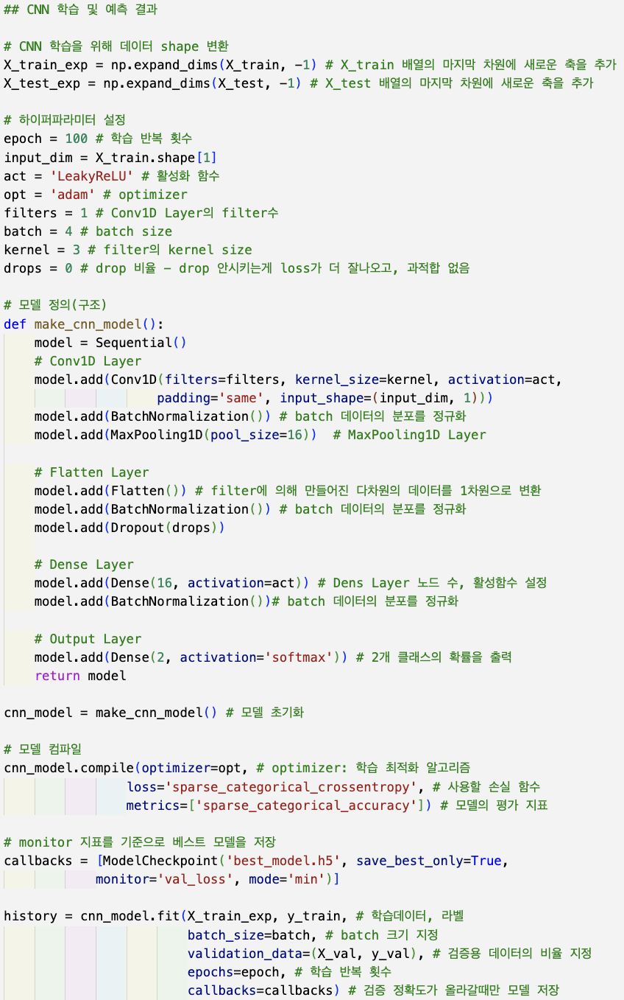 ## CNN 학습 및 예측 결과
# CNN 학습을 위해 데이터 shape 변환
X_train_exp = np.expand_dims(X_train, -1) # X_train 배열의 마지막 차원에 새로운 축을 추가
X_test_exp = np.expand_dims(X_test, -1) # X_test 배열의 마지막 차원에 새로운 축을 추가
# 하이퍼파라미터 설정
epoch = 100 # 학습 반복 횟수
input_dim = X_train.shape[1]
act = 'LeakyReLU' # 활성화 함수
opt = 'adam' # optimizer
filters = 1 # Conv1D Layer의 filter수
batch = 4 # batch size
kernel = 3 # filter의 kernel size
drops = 0 # drop 비율 - drop 안시키는게 loss가 더 잘나오고, 과적합 없음
# 모델 정의(구조)
def make_cnn_model():
    model = Sequential()
    # Conv1D Layer
    model.add(Conv1D(filters=filters, kernel_size=kernel, activation=act,
                    padding='same', input_shape=(input_dim, 1)))
    model.add(BatchNormalization()) # batch 데이터의 분포를 정규화
    model.add(MaxPooling1D(pool_size=16))  # MaxPooling1D Layer
    # Flatten Layer
    model.add(Flatten()) # filter에 의해 만들어진 다차원의 데이터를 1차원으로 변환
    model.add(BatchNormalization()) # batch 데이터의 분포를 정규화
    model.add(Dropout(drops))
    # Dense Layer
    model.add(Dense(16, activation=act)) # Dens Layer 노드 수, 활성함수 설정
    model.add(BatchNormalization())# batch 데이터의 분포를 정규화
    # Output Layer
    model.add(Dense(2, activation='softmax')) # 2개 클래스의 확률을 출력
    return model
cnn_model = make_cnn_model() # 모델 초기화
# 모델 컴파일
cnn_model.compile(optimizer=opt, # optimizer: 학습 최적화 알고리즘
                loss='sparse_categorical_crossentropy', # 사용할 손실 함수
                metrics=['sparse_categorical_accuracy']) # 모델의 평가 지표
# monitor 지표를 기준으로 베스트 모델을 저장
callbacks = [ModelCheckpoint('best_model.h5', save_best_only=True,
            monitor='val_loss', mode='min')]
history = cnn_model.fit(X_train_exp, y_train, # 학습데이터, 라벨
                        batch_size=batch, # batch 크기 지정
                        validation_data=(X_val, y_val), # 검증용 데이터의 비율 지정
                        epochs=epoch, # 학습 반복 횟수
                        callbacks=callbacks) # 검증 정확도가 올라갈때만 모델 저장